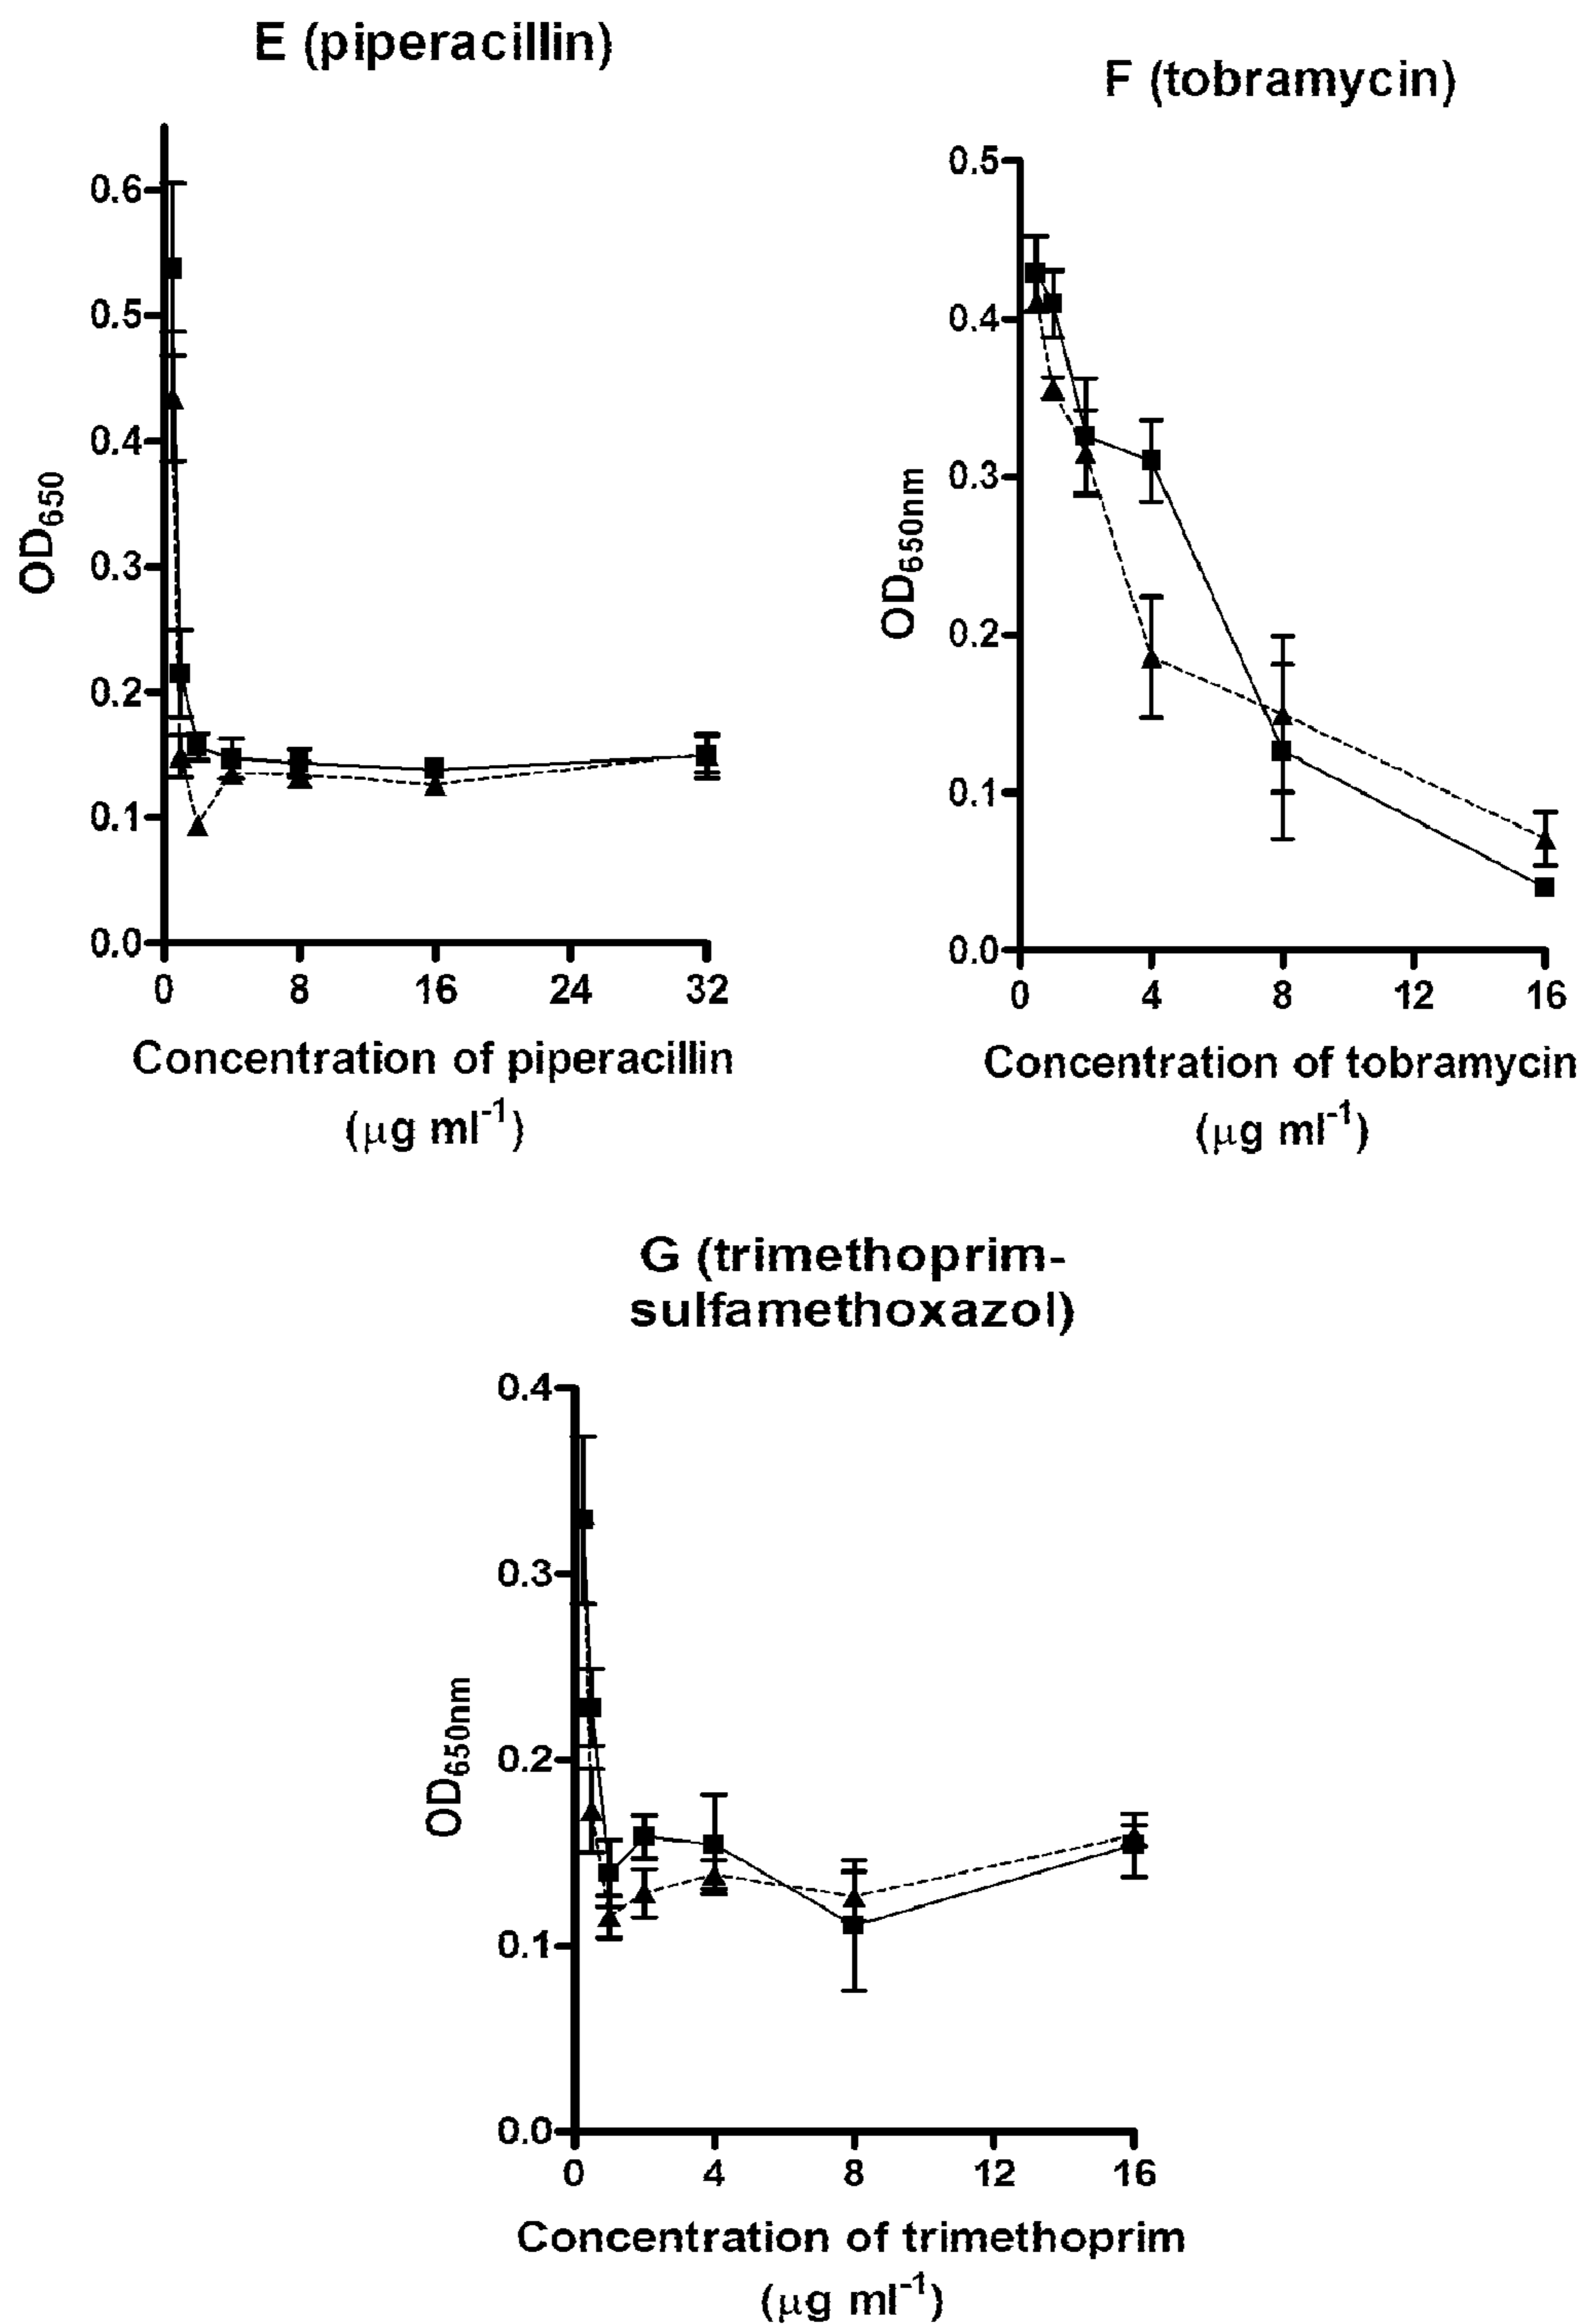 E (piperacillin)
0.6
0.5
0.4
0.3
0.2
0.1
0.0
OD650
0 8 16 24 32
Concentration of piperacillin
(μg ml-1)
F (tobramycin)
0.5
0.4
0.3
0.2
0.1
0.0
OD650nm
0 4 8 12 16
Concentration of tobramycin
(μg ml-1)
G (trimethoprim-
sulfamethoxazol)
0.4
0.3
0.2
0.1
0.0
OD650nm
0 4 8 12 16
Concentration of trimethoprim
(μg ml-1)